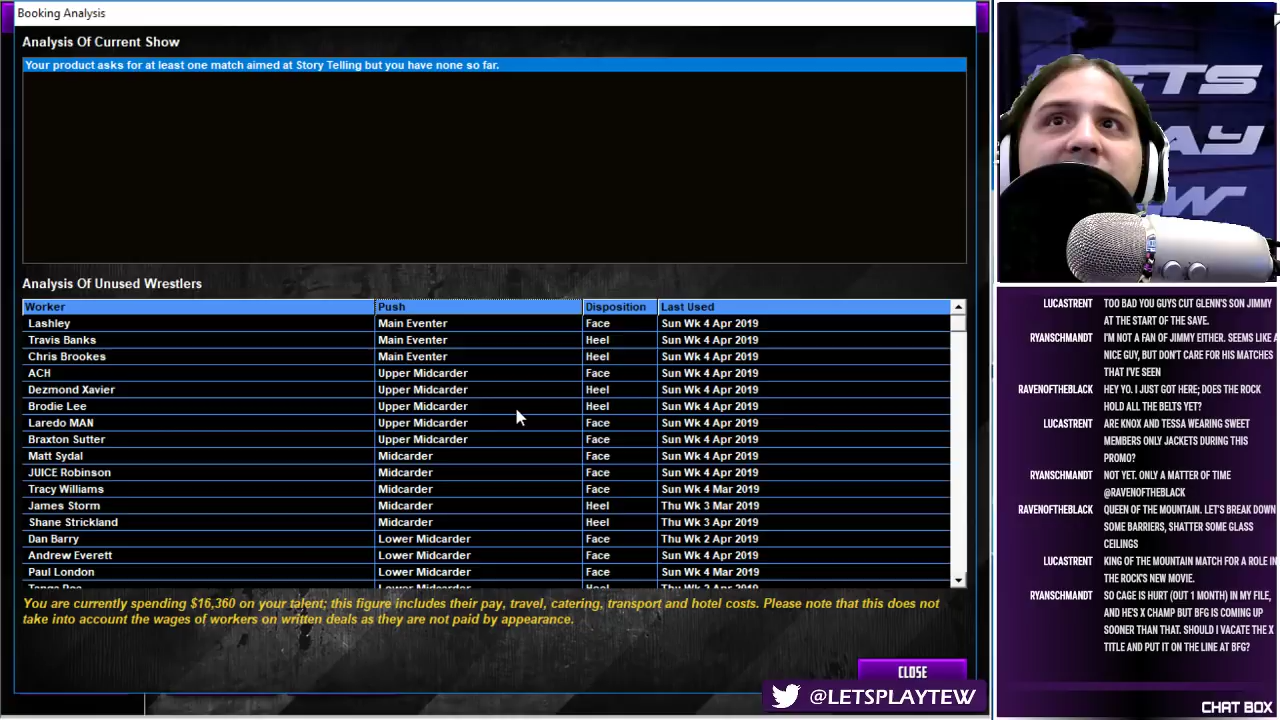 Booking Analysis
Analysis Of Current Show
Your product asks for at least one match aimed at Story Telling but you have none so far.
Analysis Of Unused Wrestlers
Worker Push Disposition Last Used
Lashley Main Eventer Face Sun Wk 4 Apr 2019
Travis Banks Main Eventer Heel Sun Wk 4 Apr 2019
Chris Brookes Main Eventer Heel Sun Wk 4 Apr 2019
ACH Upper Midcarder Face Sun Wk 4 Apr 2019
Dezmond Xavier Upper Midcarder Heel Sun Wk 4 Apr 2019
Brodie Lee Upper Midcarder Heel Sun Wk 4 Apr 2019
Laredo MAN Upper Midcarder Face Sun Wk 4 Apr 2019
Braxton Sutter Upper Midcarder Face Sun Wk 4 Apr 2019
Matt Sydal Midcarder Face Sun Wk 4 Apr 2019
JUICE Robinson Midcarder Face Sun Wk 4 Apr 2019
Tracy Williams Midcarder Face Sun Wk 4 Mar 2019
James Storm Midcarder Heel Thu Wk 3 Mar 2019
Shane Strickland Midcarder Heel Thu Wk 3 Apr 2019
Dan Barry Lower Midcarder Face Thu Wk 2 Apr 2019
Andrew Everett Lower Midcarder Face Sun Wk 4 Apr 2019
Paul London Lower Midcarder Face Sun Wk 4 Mar 2019
You are currently spending $16,360 on your talent; this figure includes their pay, travel, catering, transport and hotel costs. Please note that this does not
take into account the wages of workers on written deals as they are not paid by appearance.
CLOSE
@LETSPLAYTEW
LETS
LUCASTRENT TOO BAD YOU GUYS CUT GLENN'S SON JIMMY
AT THE START OF THE SAVE.
RYANSCHMANDT I'M NOT A FAN OF JIMMY EITHER. SEEMS LIKE A
NICE GUY, BUT DON'T CARE FOR HIS MATCHES
THAT I'VE SEEN
RAVENOFTHEBLACK HEY YO. I JUST GOT HERE; DOES THE ROCK
HOLD ALL THE BELTS YET?
LUCASTRENT ARE KNOX AND TESSA WEARING SWEET
MEMBERS ONLY JACKETS DURING THIS
PROMO?
RYANSCHMANDT NOT YET. ONLY A MATTER OF TIME
@RAVENOFTHEBLACK
RAVENOFTHEBLACK QUEEN OF THE MOUNTAIN. LET'S BREAK DOWN
SOME BARRIERS, SHATTER SOME GLASS
CEILINGS
LUCASTRENT KING OF THE MOUNTAIN MATCH FOR A ROLE IN
THE ROCK'S NEW MOVIE.
RYANSCHMANDT SO CAGE IS HURT (OUT 1 MONTH) IN MY FILE,
AND HE'S X CHAMP BUT BFG IS COMING UP
SOONER THAN THAT. SHOULD I VACATE THE X
TITLE AND PUT IT ON THE LINE AT BFG?
CHAT BOX